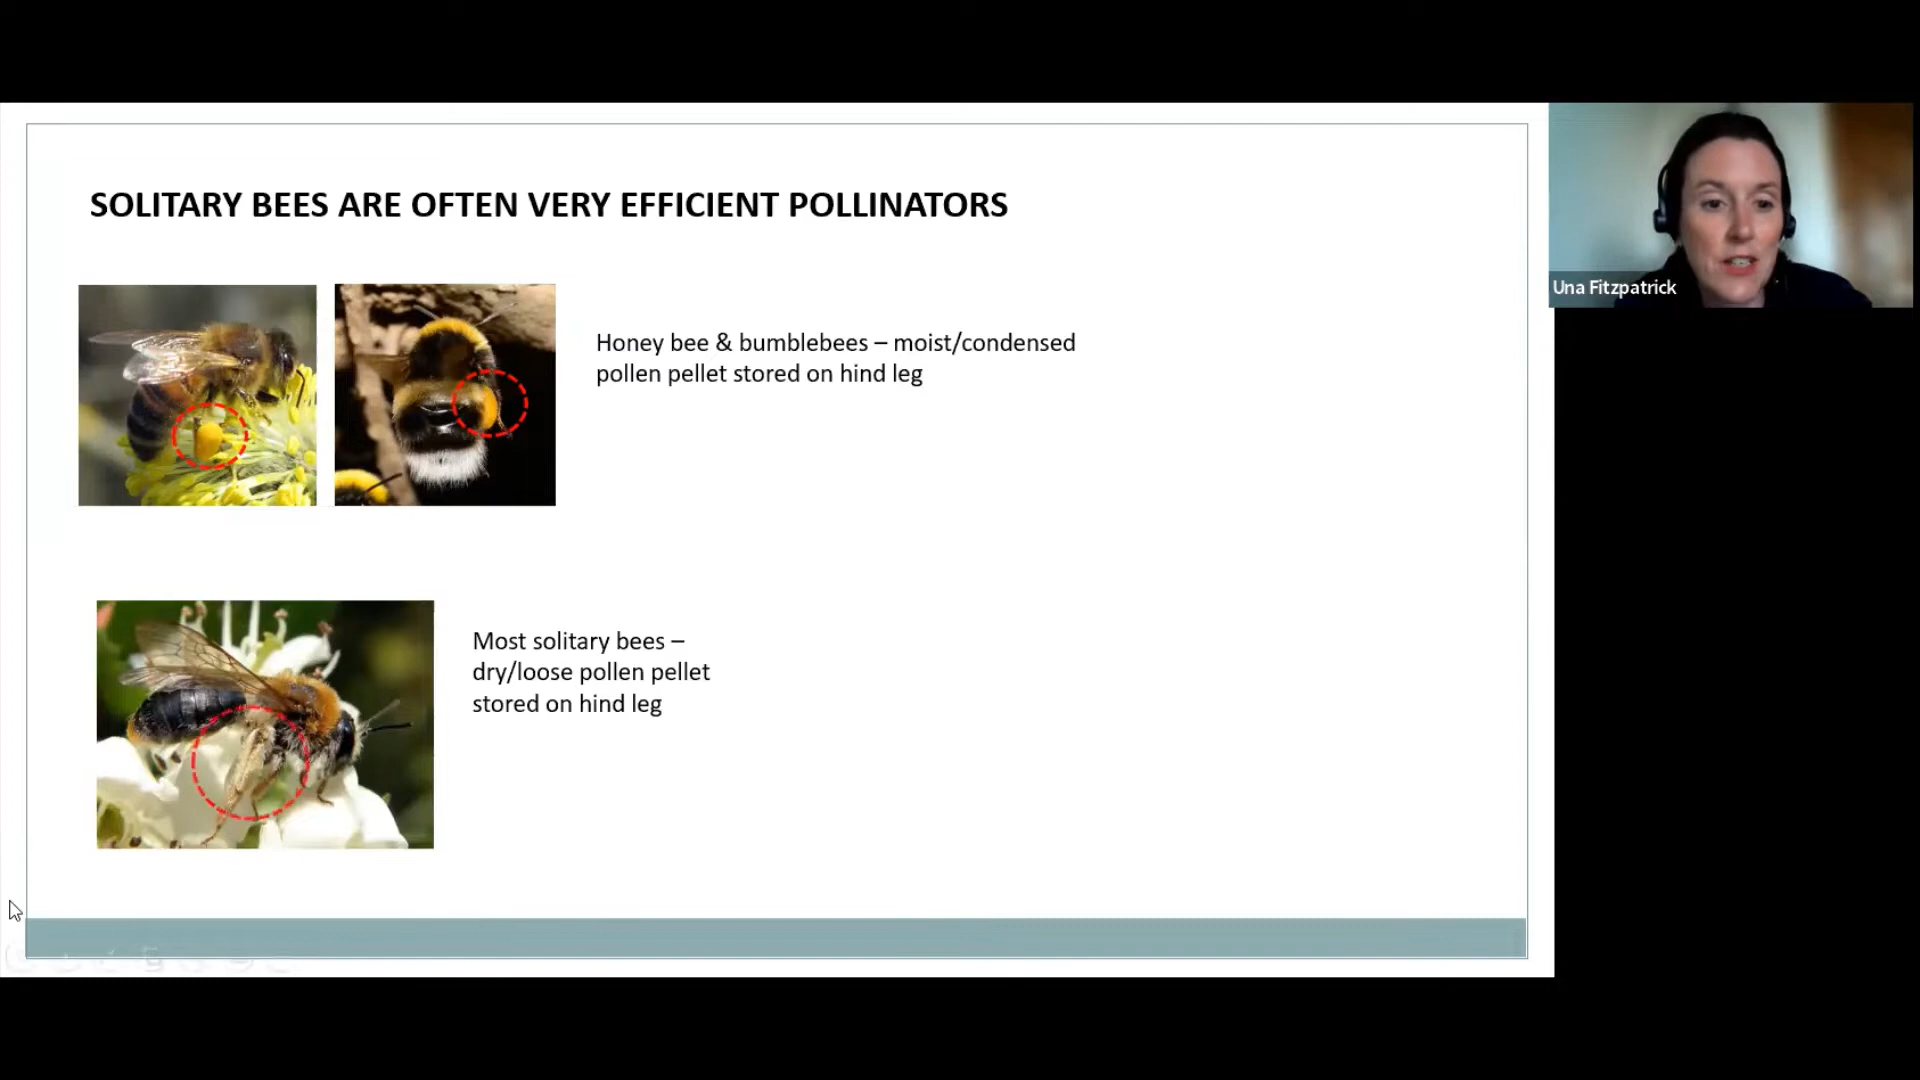 SOLITARY BEES ARE OFTEN VERY EFFICIENT POLLINATORS
Una Fitzpatrick
Honey bee & bumblebees – moist/condensed
pollen pellet stored on hind leg
Most solitary bees –
dry/loose pollen pellet
stored on hind leg